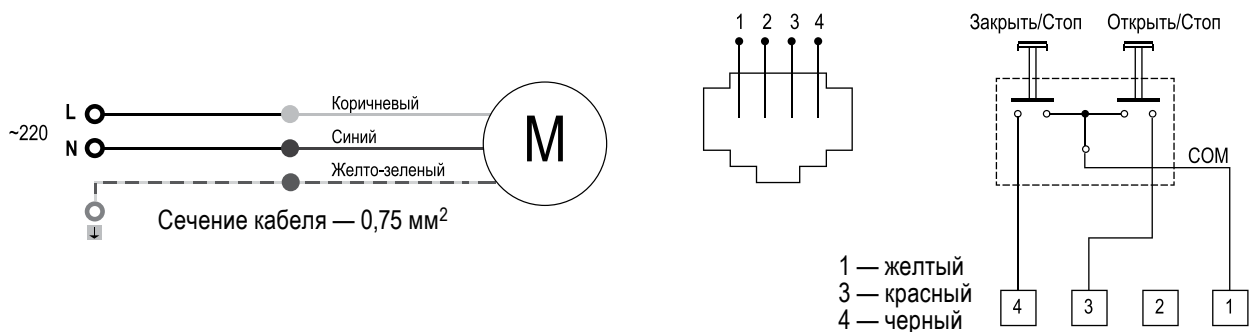 ~220
L
N
Коричневый
Синий
Желто-зеленый
M
Сечение кабеля — 0,75 мм²
1 2 3 4
1 — желтый
3 — красный
4 — черный
Закрыть/Стоп Открыть/Стоп
COM
4 3 2 1